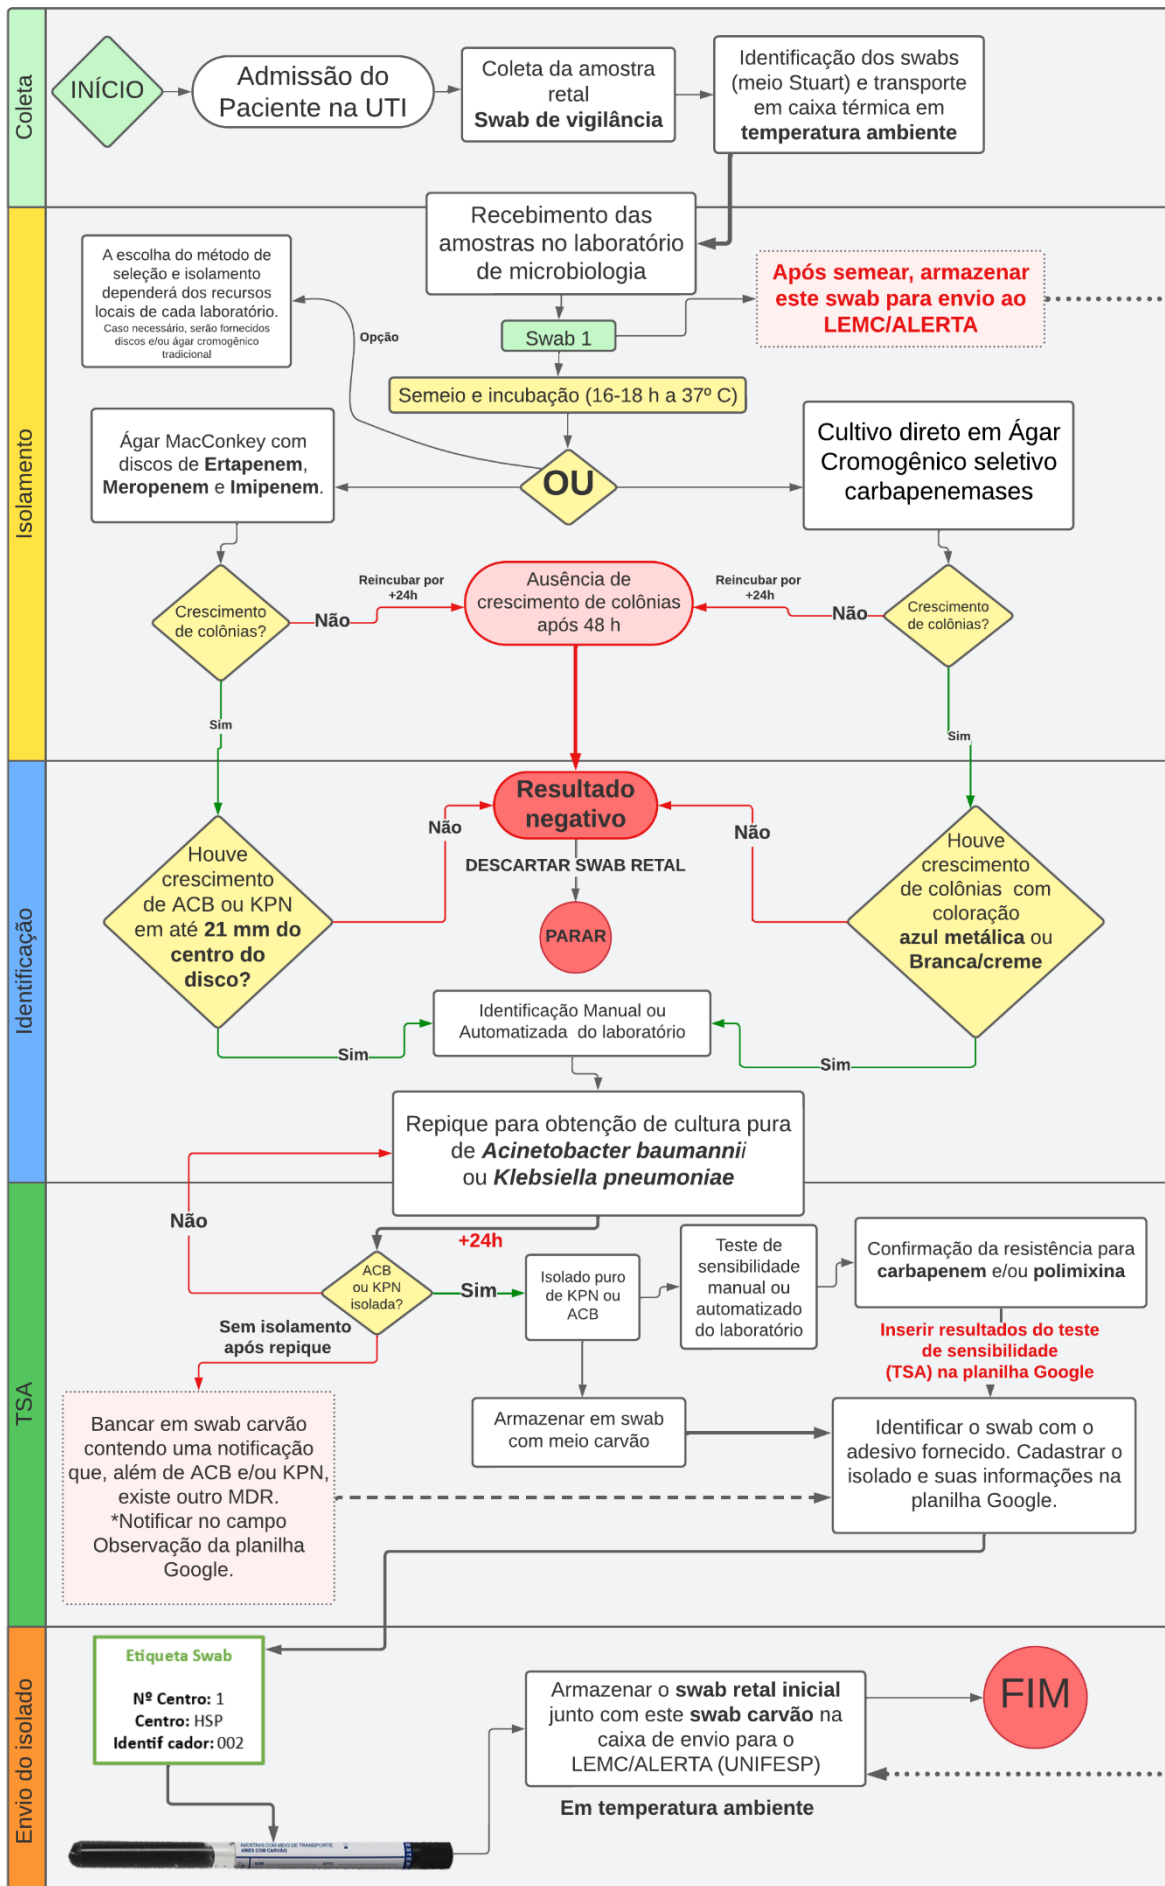 Coleta
INÍCIO
Admissão do
Paciente na UTI
Coleta da amostra
retal
Swab de vigilância
Identificação dos swabs
(meio Stuart) e transporte
em caixa térmica em
temperatura ambiente
Isolamento
Recebimento das
amostras no laboratório
de microbiologia
A escolha do método de
seleção e isolamento
dependerá dos recursos
locais de cada laboratório.
Caso necessário, serão fornecidos
discos e/ou ágar cromogênico
tradicional
Opção
Após semear, armazenar
este swab para envio ao
LEMC/ALERTA
Swab 1
Semeio e incubação (16-18 h a 37º C)
OU
Ágar MacConkey com
discos de Ertapenem,
Meropenem e Imipenem.
Cultivo direto em Ágar
Cromogênico seletivo
carbapenemases
Crescimento
de colônias?
Não
Reincubar por
+24h
Ausência de
crescimento de colônias
após 48 h
Reincubar por
+24h
Não
Crescimento
de colônias?
Sim
Sim
Identificação
Resultado
negativo
Não
Não
DESCARTAR SWAB RETAL
PARAR
Houve
crescimento
de ACB ou KPN
em até 21 mm do
centro do
disco?
Houve
crescimento
de colônias com
coloração
azul metálica ou
Branca/creme
Sim
Sim
Identificação Manual ou
Automatizada do laboratório
Repique para obtenção de cultura pura
de Acinetobacter baumannii
ou Klebsiella pneumoniae
TSA
Não
+24h
ACB
ou KPN
isolada?
Sim
Isolado puro
de KPN ou
ACB
Teste de
sensibilidade
manual ou
automatizado
do laboratório
Confirmação da resistência para
carbapenem e/ou polimixina
Inserir resultados do teste
de sensibilidade
(TSA) na planilha Google
Sem isolamento
após repique
Bancar em swab carvão
contendo uma notificação
que, além de ACB e/ou KPN,
existe outro MDR.
*Notificar no campo
Observação da planilha
Google.
Armazenar em swab
com meio carvão
Identificar o swab com o
adesivo fornecido. Cadastrar o
isolado e suas informações na
planilha Google.
Envio do isolado
Etiqueta Swab
Nº Centro: 1
Centro: HSP
Identif cador: 002
Armazenar o swab retal inicial
junto com este swab carvão na
caixa de envio para o
LEMC/ALERTA (UNIFESP)
Em temperatura ambiente
FIM
AMOSTRAS COM MEIO DE TRANSPORTE
AMIES COM CARVÃO